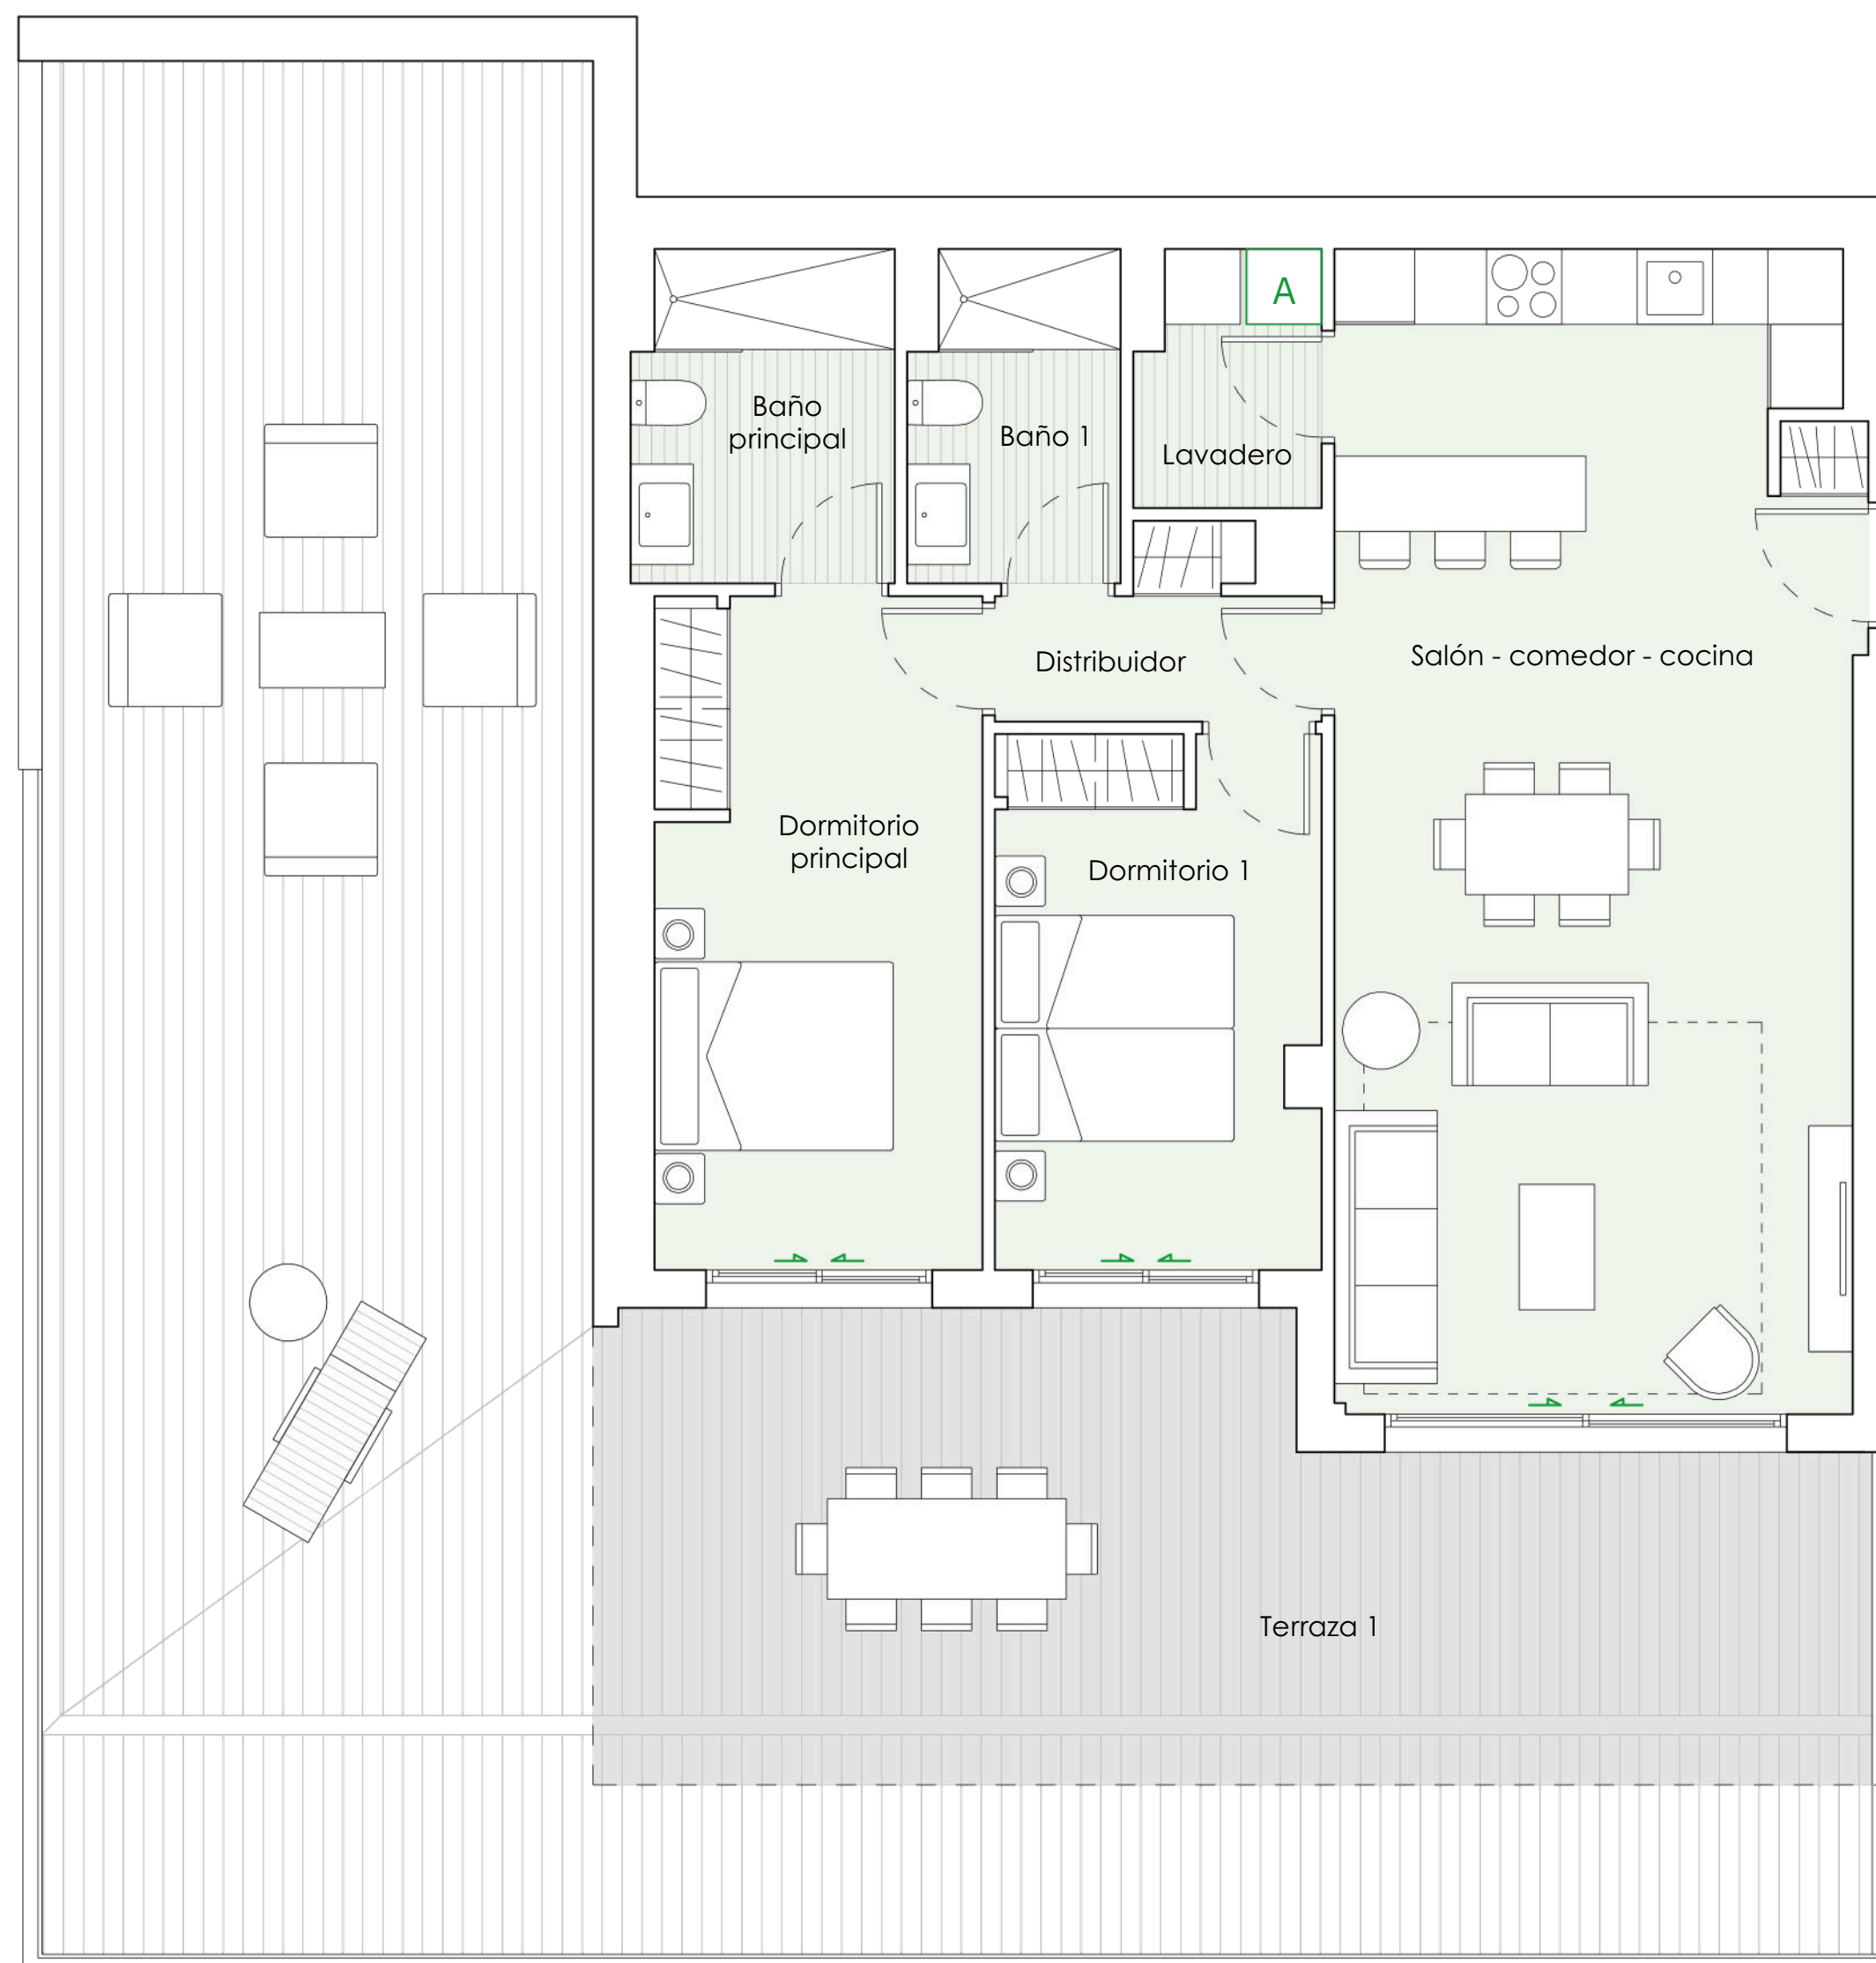 A
Baño
principal
Baño 1
Lavadero
Distribuidor
Salón - comedor - cocina
Dormitorio
principal
Dormitorio 1
Terraza 1